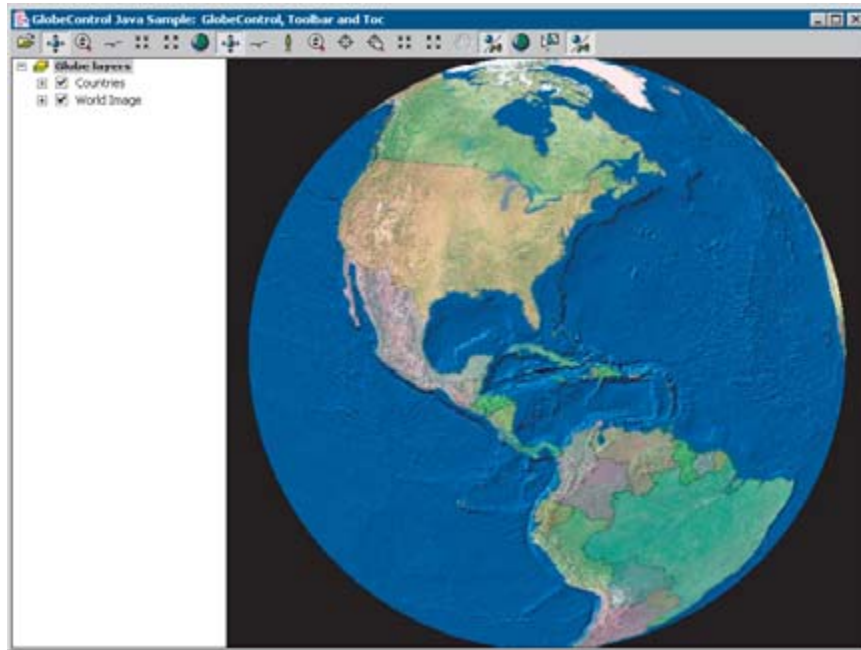 GlobeControl Java Sample: GlobeControl, Toolbar and Toc
Globe layers
Countries
World Image